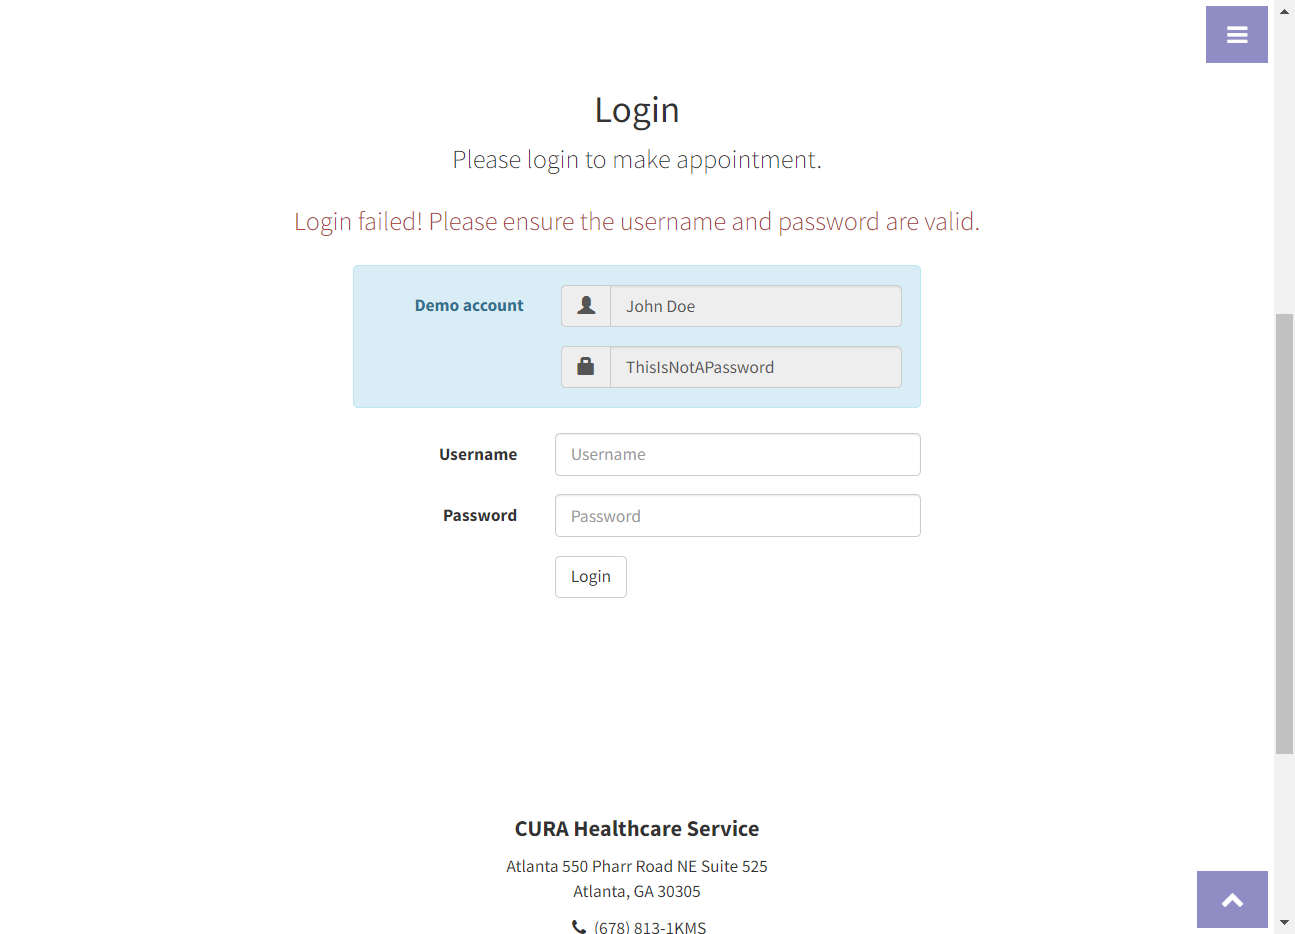 Login
Please login to make appointment.
Login failed! Please ensure the username and password are valid.
Demo account
John Doe
ThisIsNotAPassword
Username
Username
Password
Password
Login
CURA Healthcare Service
Atlanta 550 Pharr Road NE Suite 525
Atlanta, GA 30305
(678) 813-1KMS